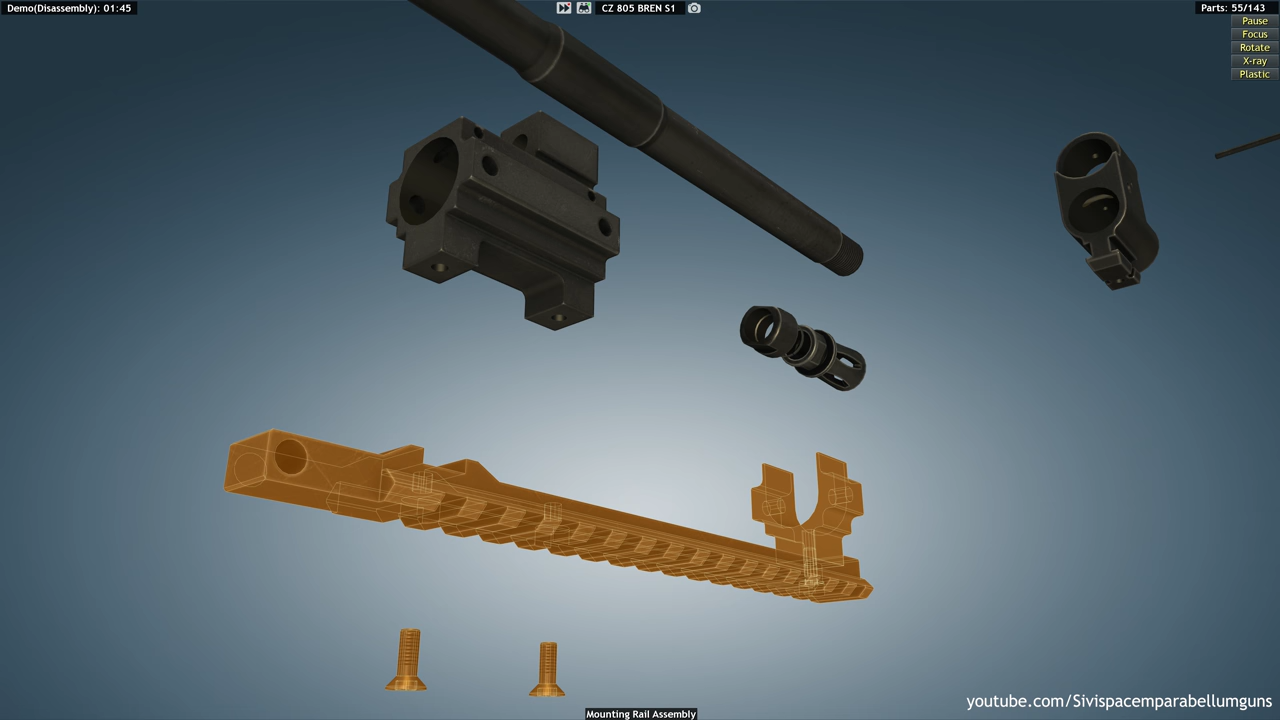 Demo(Disassembly): 01:45
CZ 805 BREN S1
Parts: 55/143
Pause
Focus
Rotate
X-ray
Plastic
youtube.com/Sivispacemparabellumguns
Mounting Rail Assembly